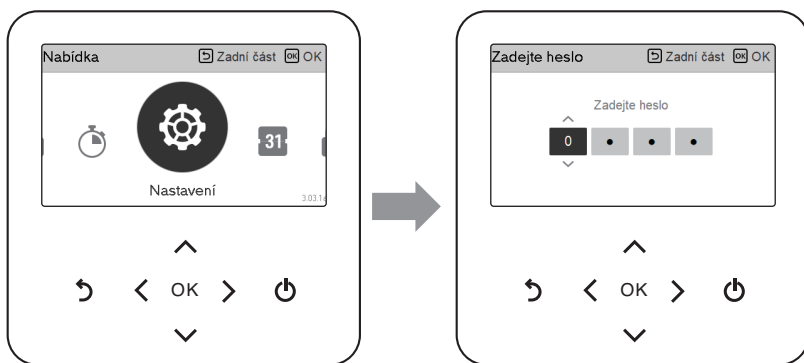 Nabídka Zadní část OK OK
31
Nastavení
3.03.1
OK
Zadejte heslo Zadní část OK OK
Zadejte heslo
0
OK